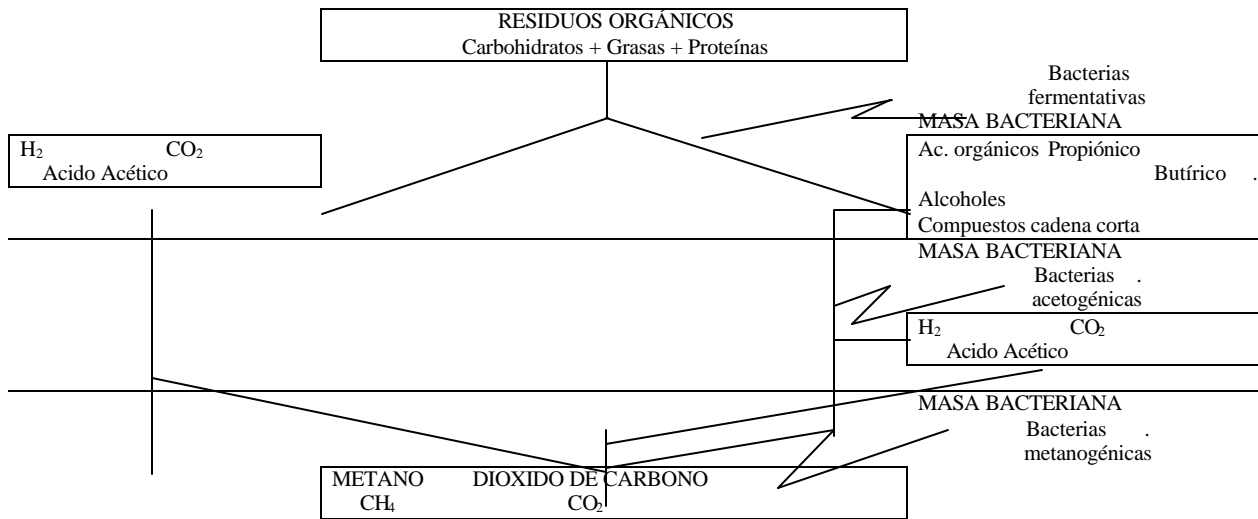 RESIDUOS ORGÁNICOS
Carbohidratos + Grasas + Proteínas
Bacterias
fermentativas
MASA BACTERIANA
H₂ CO₂
Acido Acético
Ac. orgánicos Propiónico
Butírico .
Alcoholes
Compuestos cadena corta
MASA BACTERIANA
Bacterias .
acetogénicas
H₂ CO₂
Acido Acético
MASA BACTERIANA
Bacterias .
metanogénicas
METANO DIOXIDO DE CARBONO
CH₄ CO₂